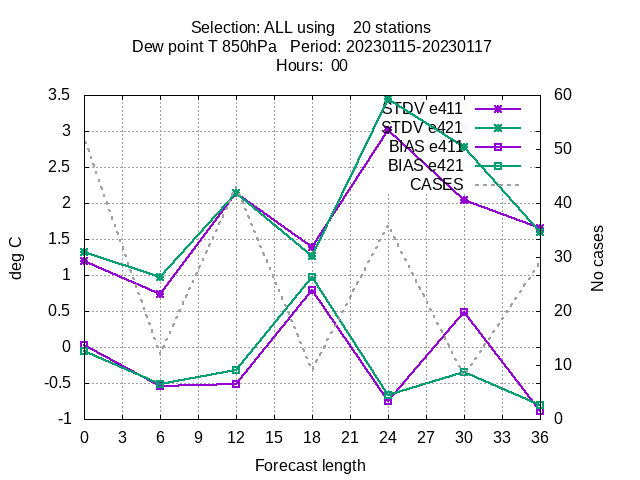 Selection: ALL using    20 stations
Dew point T 850hPa   Period: 20230115-20230117
Hours:  00
3.5
3
2.5
2
1.5
1
0.5
0
-0.5
-1
deg C
STDV e411
STDV e421
BIAS e411
BIAS e421
CASES
60
50
40
30
20
10
0
No cases
0 3 6 9 12 15 18 21 24 27 30 33 36
Forecast length